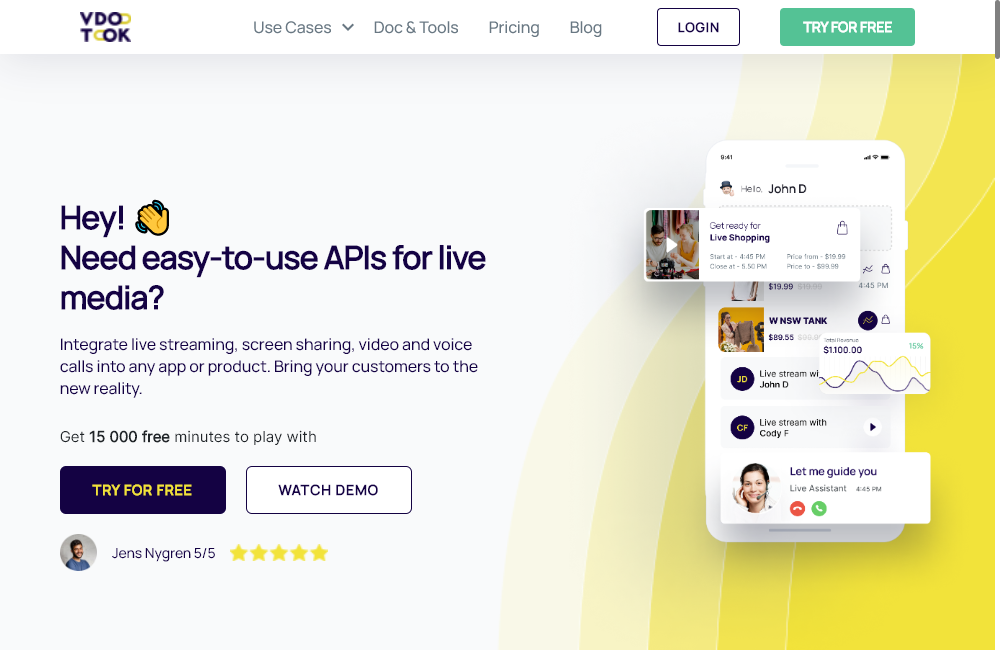 VDOO
TOOK
Use Cases
Doc & Tools
Pricing
Blog
LOGIN
TRY FOR FREE
Hey!
Need easy-to-use APIs for live
media?
Integrate live streaming, screen sharing, video and voice
calls into any app or product. Bring your customers to the
new reality.
Get 15 000 free minutes to play with
TRY FOR FREE
WATCH DEMO
Jens Nygren 5/5
9:41
Hello, John D
Get ready for
Live Shopping
Start at - 4:45 PM
Price from - $19.99
Close at - 5.50 PM
Price to - $99.99
$19.99 $19.99
4:45 PM
W NSW TANK
$89.55
Total Revenue
$1.100.00
15%
JD
Live stream wi
John D
CF
Live stream with
Cody F
Let me guide you
Live Assistant 4:45 PM